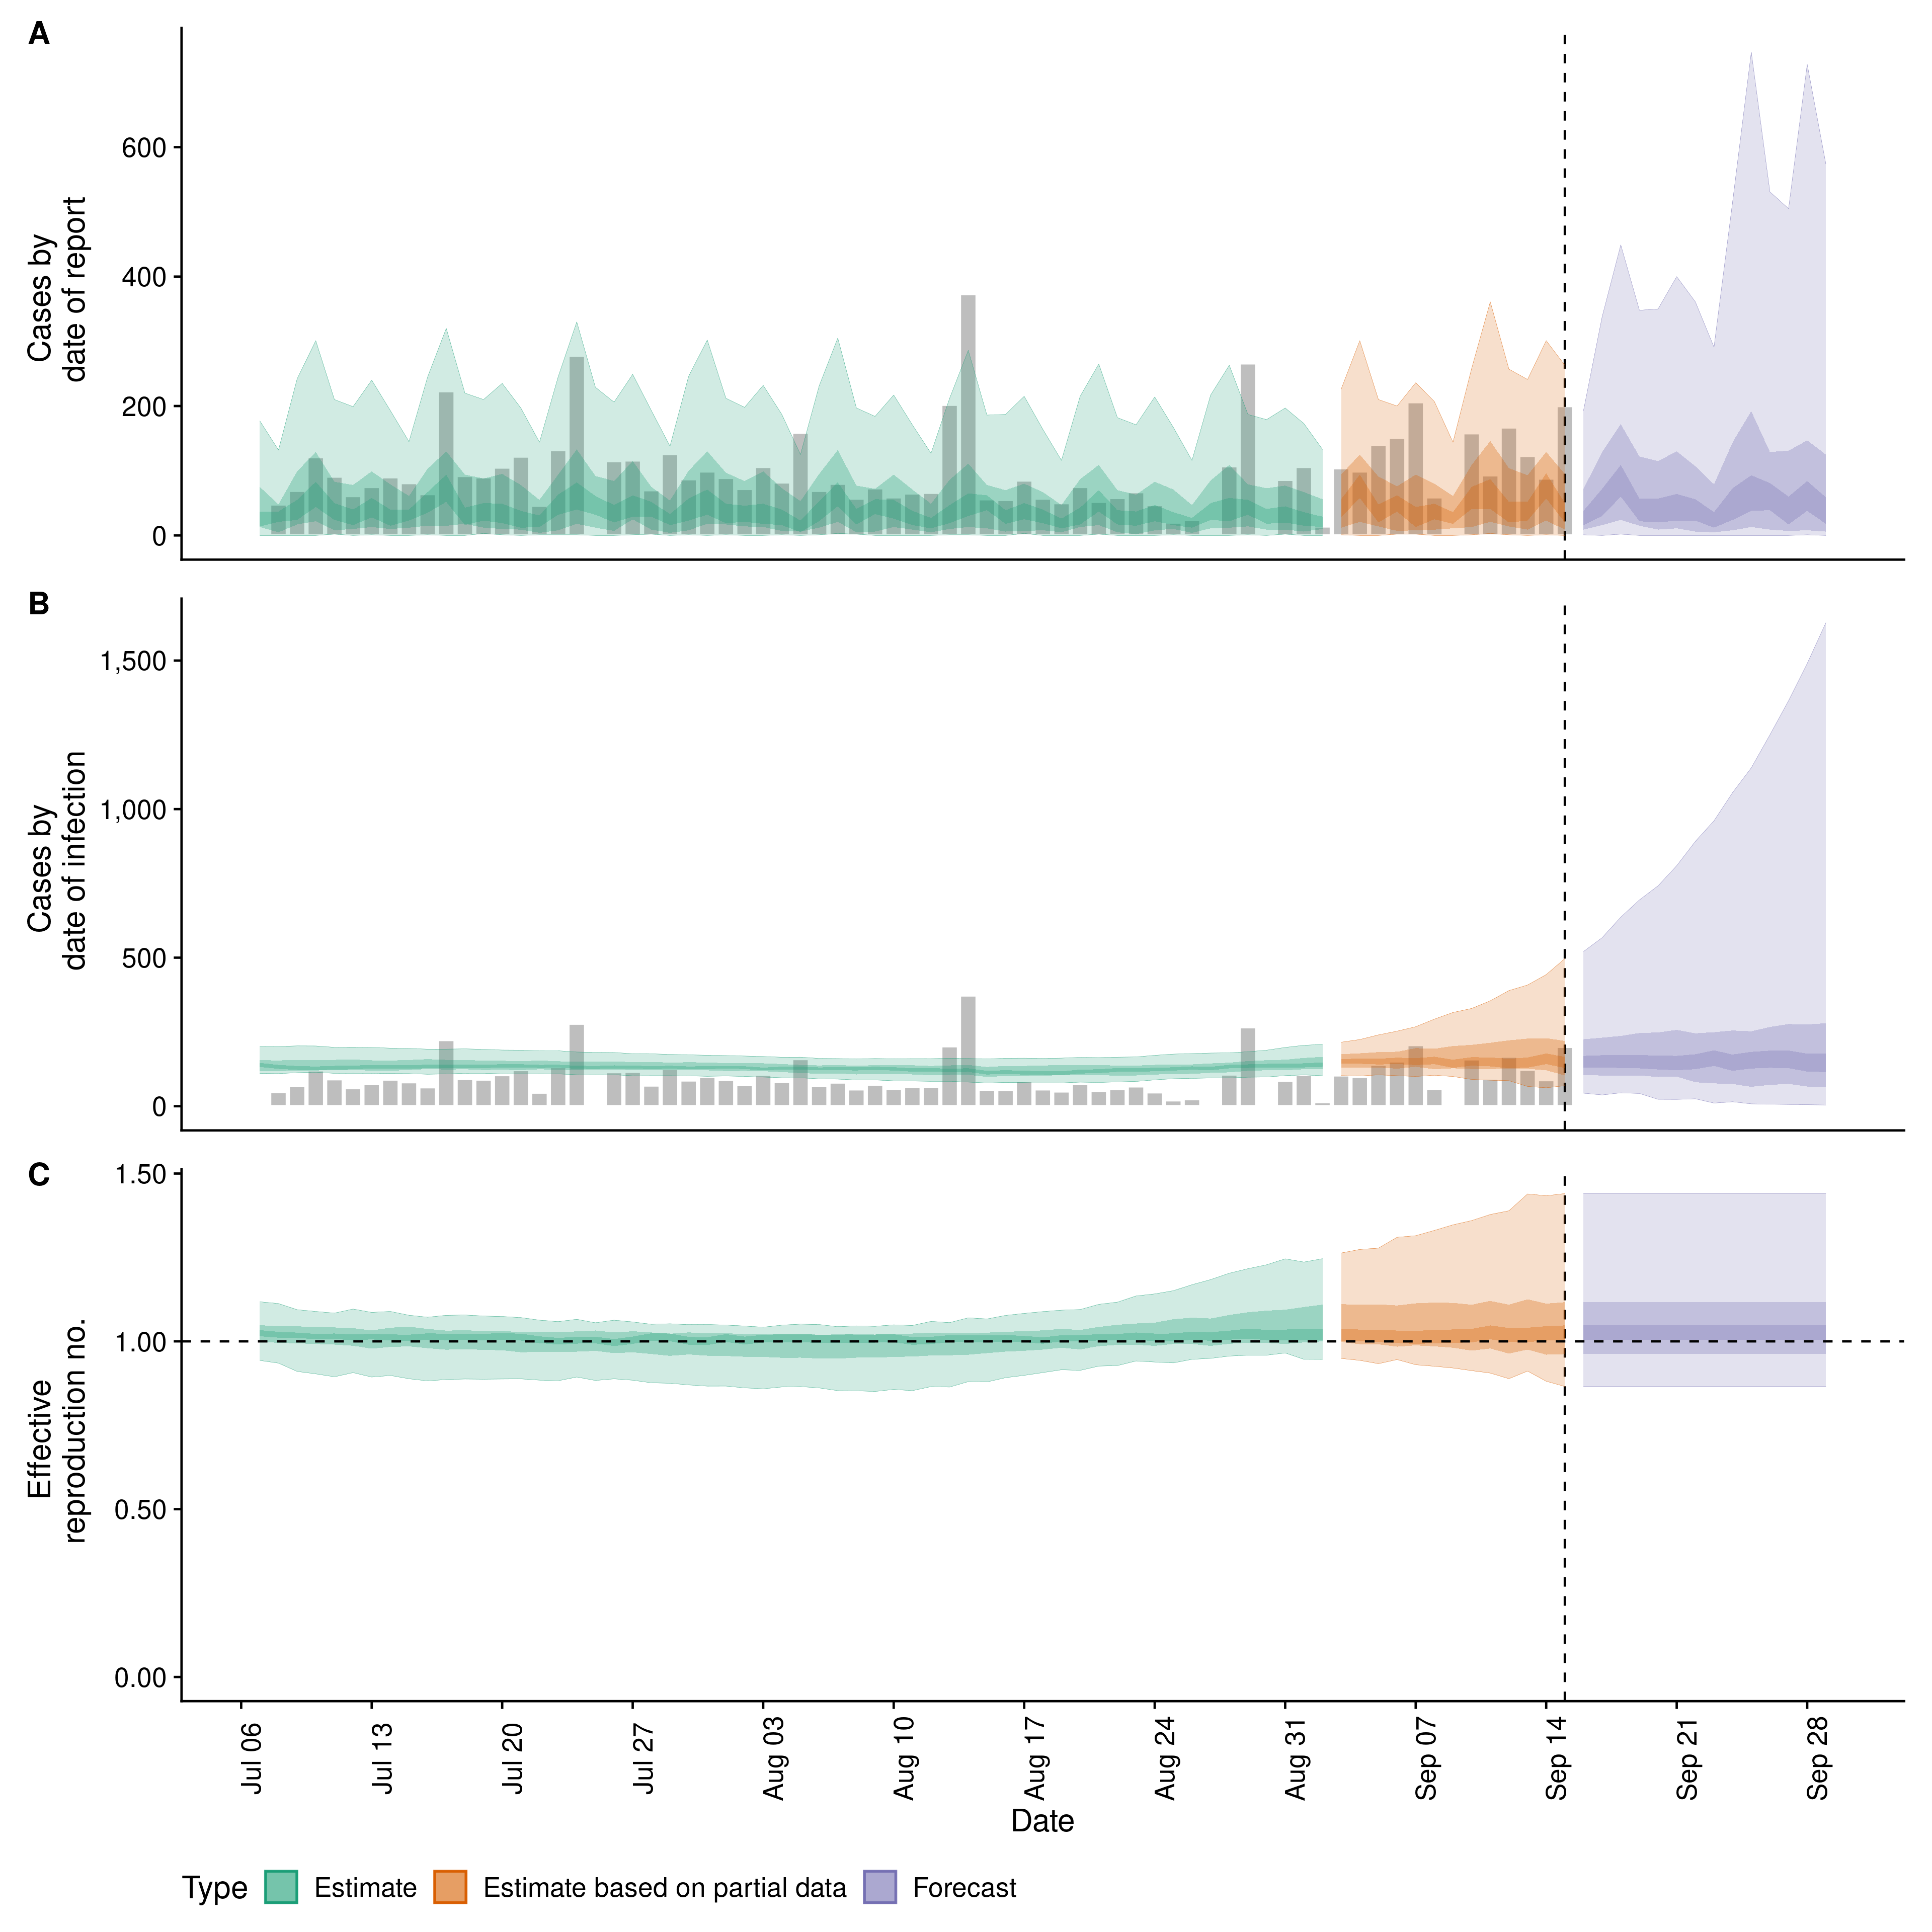 A
Cases by
date of report
600
400
200
0
B
Cases by
date of infection
1,500
1,000
500
0
C
Effective
reproduction no.
1.50
1.00
0.50
0.00
Jul 06
Jul 13
Jul 20
Jul 27
Aug 03
Aug 10
Aug 17
Aug 24
Aug 31
Sep 07
Sep 14
Sep 21
Sep 28
Date
Type
Estimate
Estimate based on partial data
Forecast